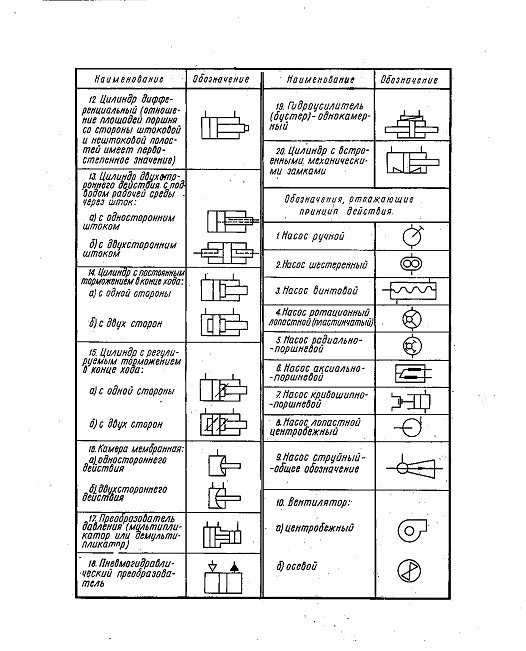 Наименование
Обозначение
12. Цилиндр диффе-
ренциальный (отноше-
ние площадей поршня
со стороны штоковой
и нештоковой полос-
тей имеет перво-
степенное значение)
13. Цилиндр двухсто-
роннего действия с под-
водом рабочей среды
через шток:
а) с односторонним
штоком
б) с двухсторонним
штоком
14. Цилиндр с постоянным
торможением в конце хода:
а) с одной стороны
б) с двух сторон
15. Цилиндр с регули-
руемым торможением
в конце хода:
а) с одной стороны
б) с двух сторон
16. Камера мембранная:
а) одностороннего
действия
б) двухстороннего
действия
17. Преобразователь
давления (мультипли-
катор или демульти-
пликатор)
18. Пневмогидравли-
ческий преобразова-
тель
Наименование
Обозначение
19. Гидроусилитель
(бустер) - однокамер-
ный
20. Цилиндр с встро-
енными механически-
ми замками
Обозначения, отражающие
принцип действия.
1. Насос ручной
2. Насос шестеренный
3. Насос винтовой
4. Насос ротационный
лопастной (пластинчатый)
5. Насос радиально-
-поршневой
6. Насос аксиально-
-поршневой
7. Насос кривошипно-
-поршневой
8. Насос лопастной
центробежный
9. Насос струйный-
-общее обозначение
10. Вентилятор:
а) центробежный
б) осевой